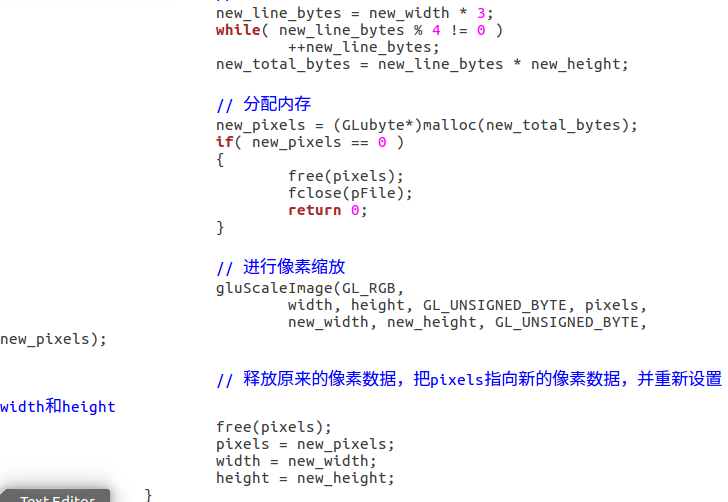 new_line_bytes = new_width * 3;
while( new_line_bytes % 4 != 0 )
++new_line_bytes;
new_total_bytes = new_line_bytes * new_height;
// 分配内存
new_pixels = (GLubyte*)malloc(new_total_bytes);
if( new_pixels == 0 )
{
free(pixels);
fclose(pFile);
return 0;
}
// 进行像素缩放
gluScaleImage(GL_RGB,
width, height, GL_UNSIGNED_BYTE, pixels,
new_width, new_height, GL_UNSIGNED_BYTE,
new_pixels);
// 释放原来的像素数据，把pixels指向新的像素数据，并重新设置
width和height
free(pixels);
pixels = new_pixels;
width = new_width;
height = new_height;
}
Text Editor